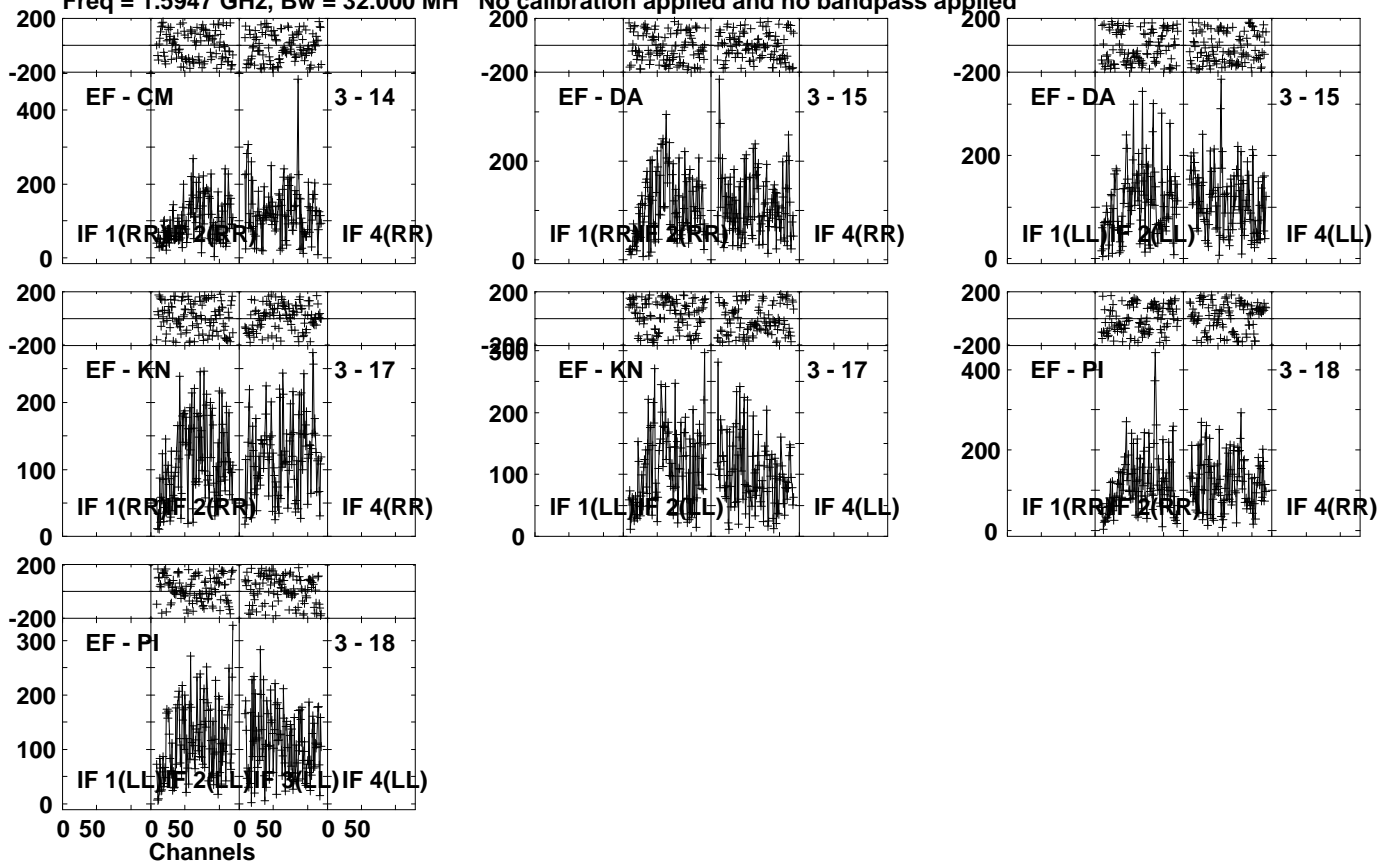 Freq = 1.5947 GHz, Bw = 32.000 MH No calibration applied and no bandpass applied
200 200 200
-200 -200 -200
EF - CM 3 - 14 EF - DA 3 - 15 EF - DA 3 - 15
400
200 200 200
0 0 0
IF 1(RR) IF 2(RR) IF 4(RR) IF 1(RR) IF 2(RR) IF 4(RR) IF 1(LL) IF 2(LL) IF 4(LL)
200 200 200
-200 -200 -200
300
EF - KN 3 - 17 EF - KN 3 - 17 EF - PI 3 - 18
400
200 200 200
100 100
0 0 0
IF 1(RR) IF 2(RR) IF 4(RR) IF 1(LL) IF 2(LL) IF 4(LL) IF 1(RR) IF 2(RR) IF 4(RR)
200
-200
EF - PI 3 - 18
300
200
100
IF 1(LL) IF 2(LL) IF 3(LL) IF 4(LL)
0
0 50 0 50 0 50 0 50
Channels